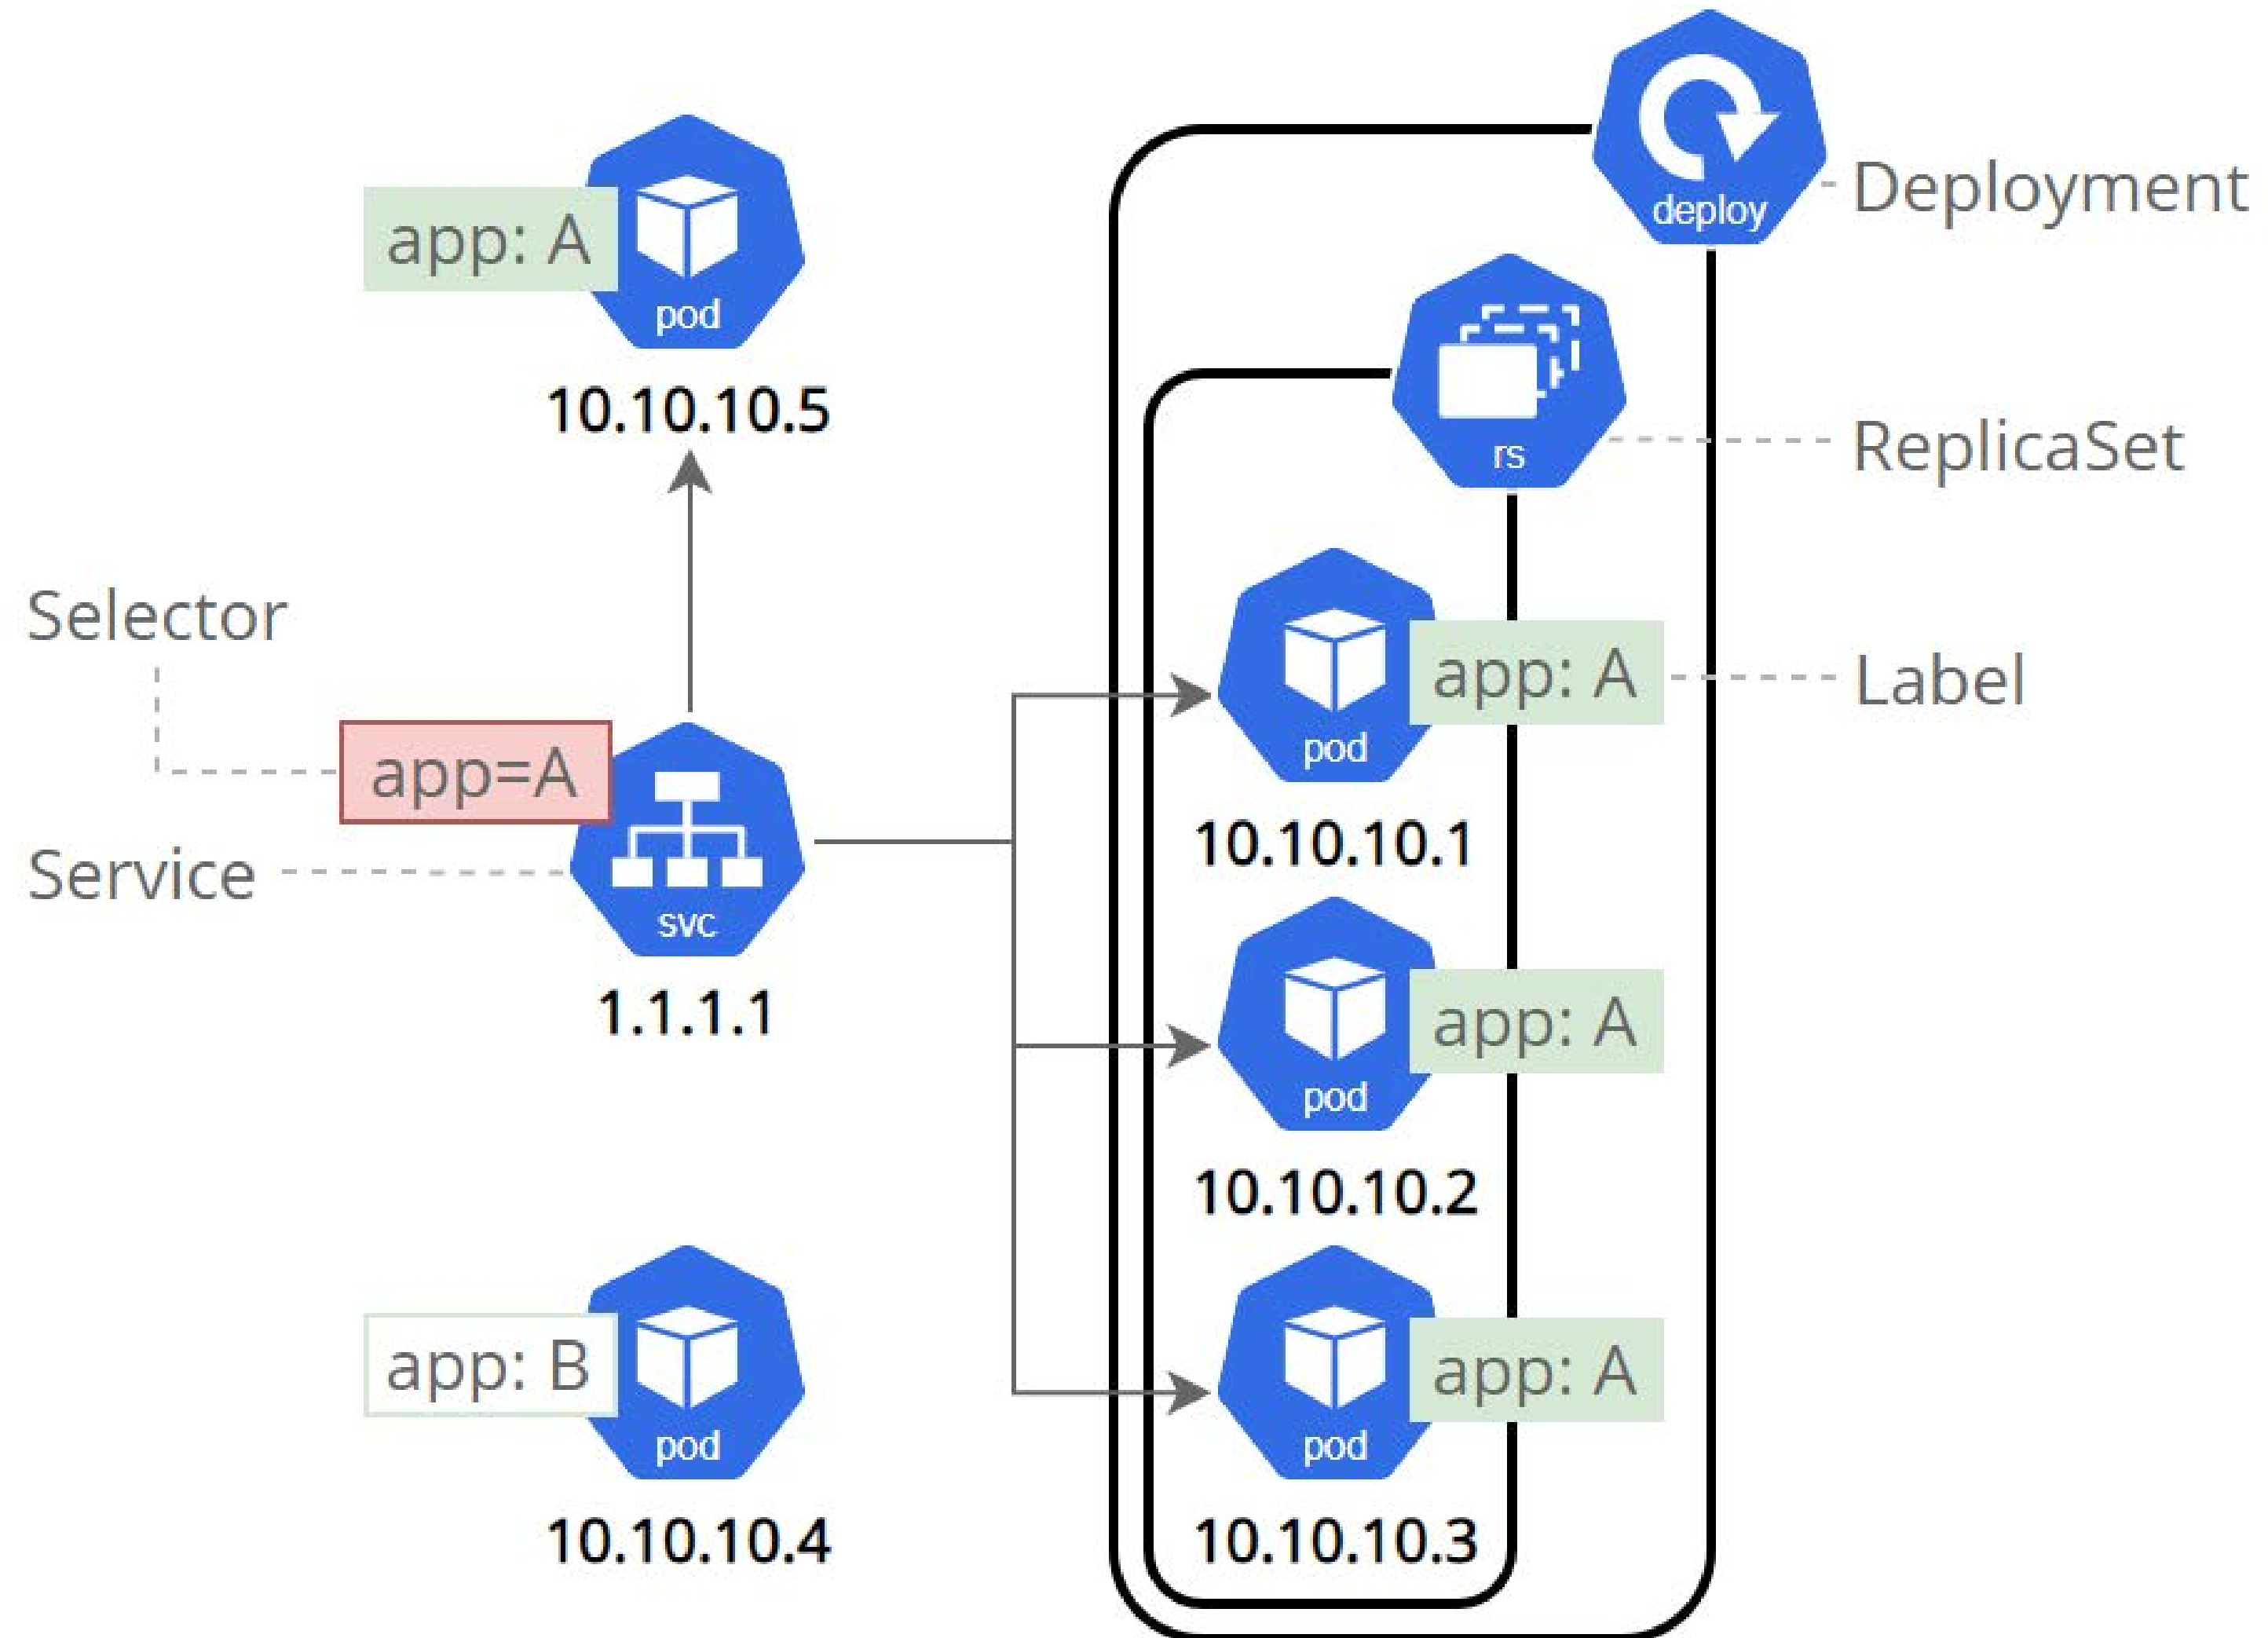 deploy
Deployment
app: A
pod
10.10.10.5
rs
ReplicaSet
Selector
app: A
Label
pod
app=A
10.10.10.1
Service
svc
1.1.1.1
app: A
pod
10.10.10.2
app: B
pod
10.10.10.4
app: A
pod
10.10.10.3